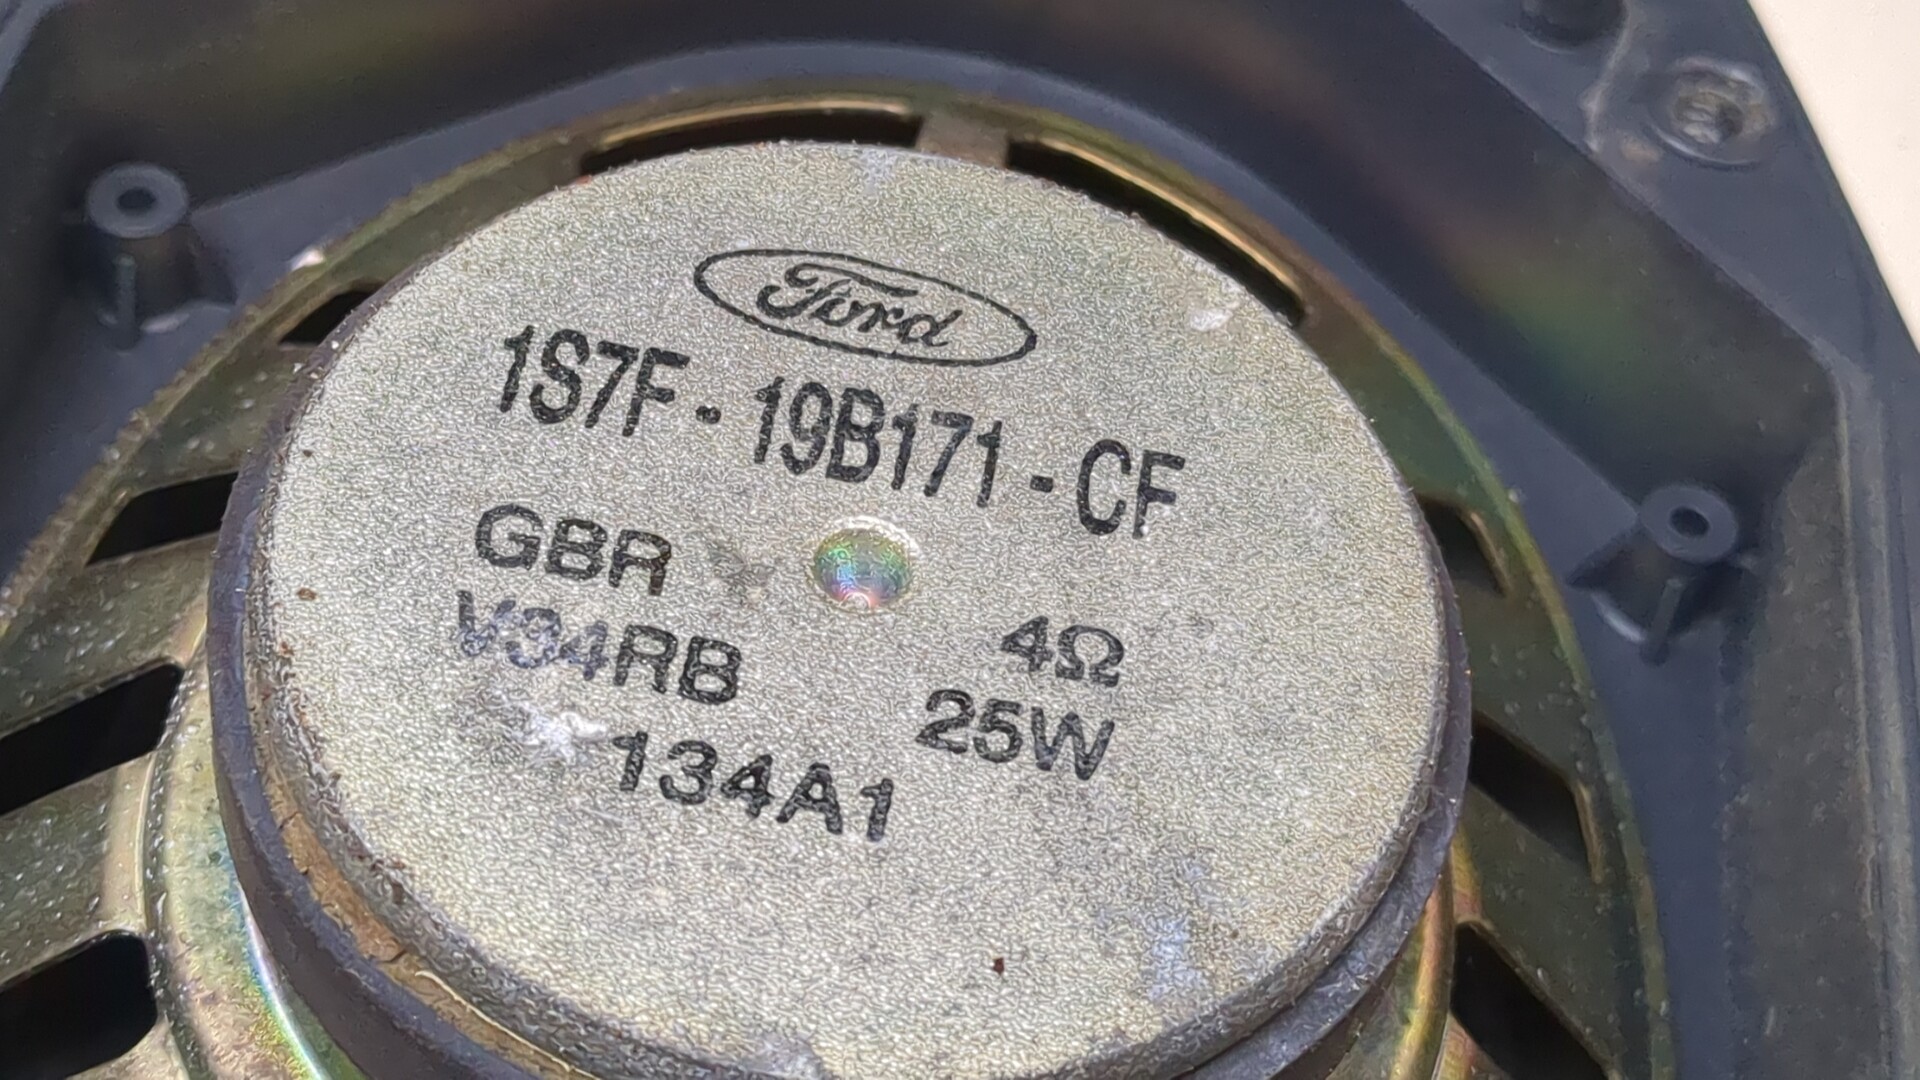 Ford
1S7F - 19B171 - CF
GBR
V34RB
4Ω
134A1
25W